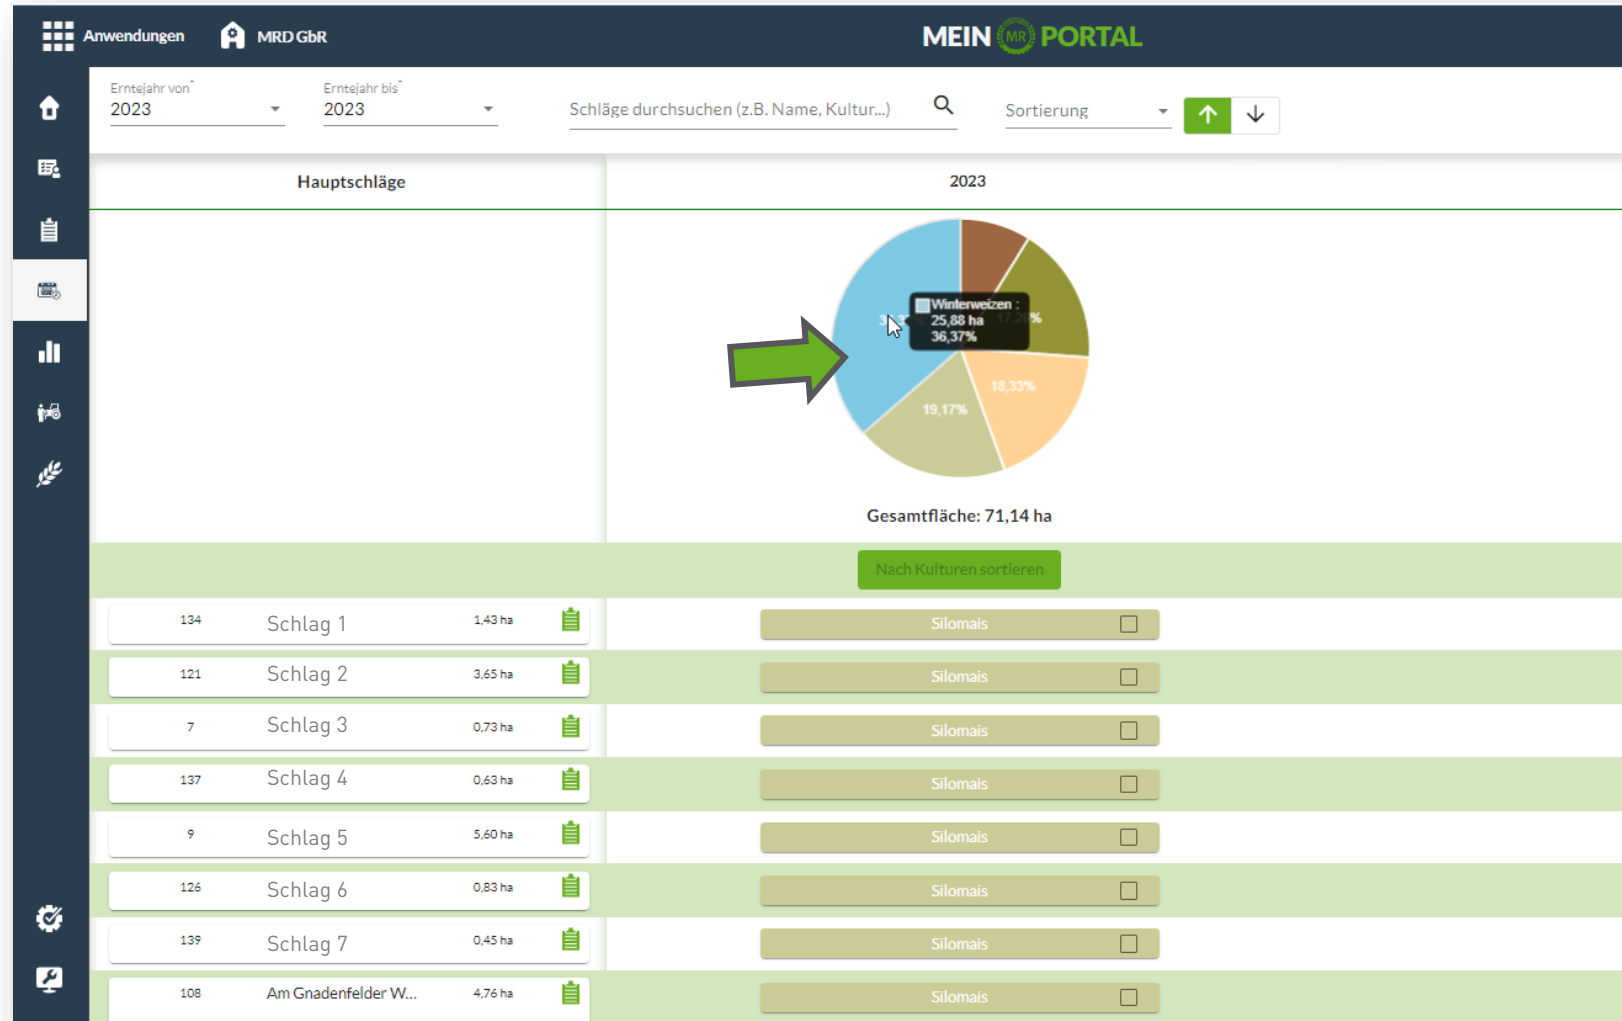 Anwendungen MRD GbR MEIN MR PORTAL
Erntejahr von* Erntejahr bis*
2023 2023 Schläge durchsuchen (z.B. Name, Kultur...) Sortierung
Hauptschläge 2023
Winterweizen :
25,88 ha
36,37%
18,33%
19,17%
Gesamtfläche: 71,14 ha
Nach Kulturen sortieren
134 Schlag 1 1,43 ha Silomais
121 Schlag 2 3,65 ha Silomais
7 Schlag 3 0,73 ha Silomais
137 Schlag 4 0,63 ha Silomais
9 Schlag 5 5,60 ha Silomais
126 Schlag 6 0,83 ha Silomais
139 Schlag 7 0,45 ha Silomais
108 Am Gnadenfelder W... 4,76 ha Silomais